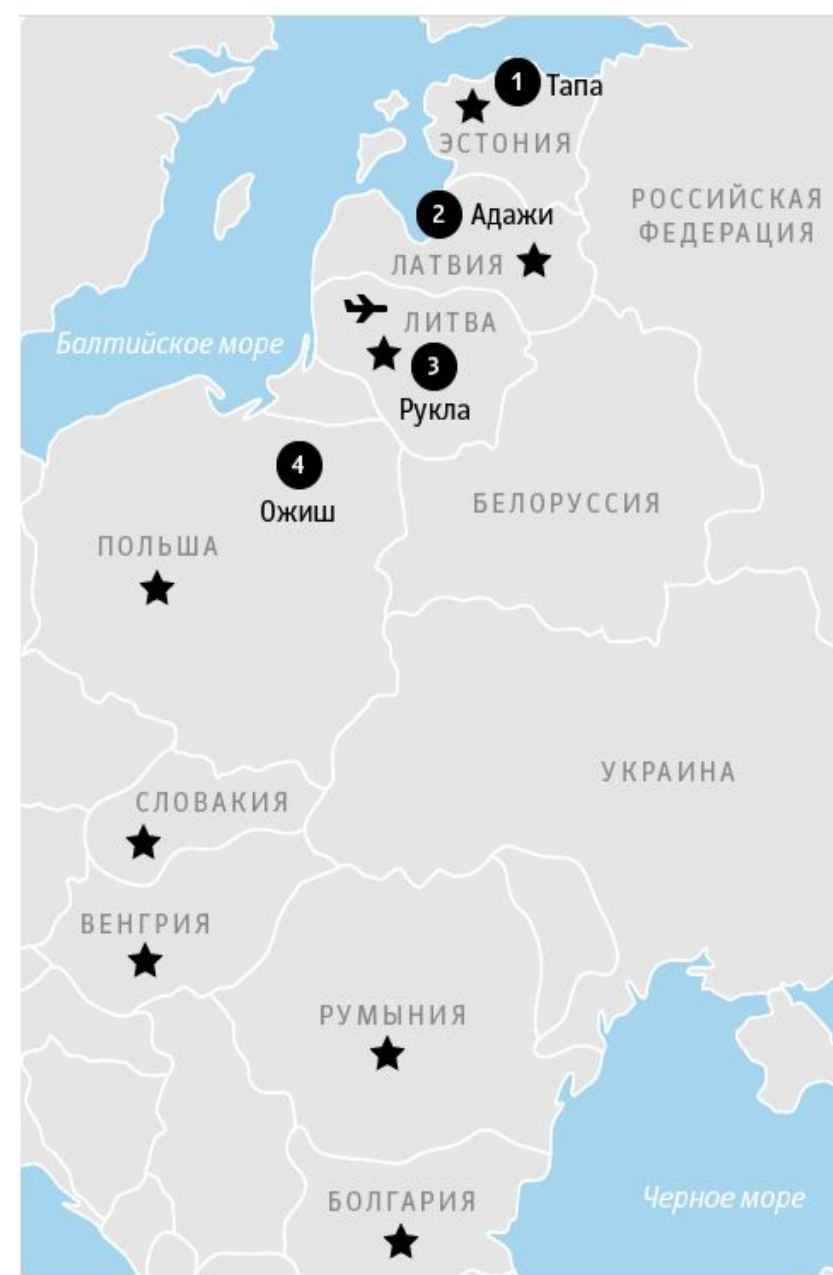 1 Тапа
ЭСТОНИЯ
РОССИЙСКАЯ
ФЕДЕРАЦИЯ
2 Адажи
ЛАТВИЯ
ЛИТВА
Балтийское море
3
Рукла
4
Ожиш
БЕЛОРУССИЯ
ПОЛЬША
УКРАИНА
СЛОВАКИЯ
ВЕНГРИЯ
РУМЫНИЯ
БОЛГАРИЯ
Черное море